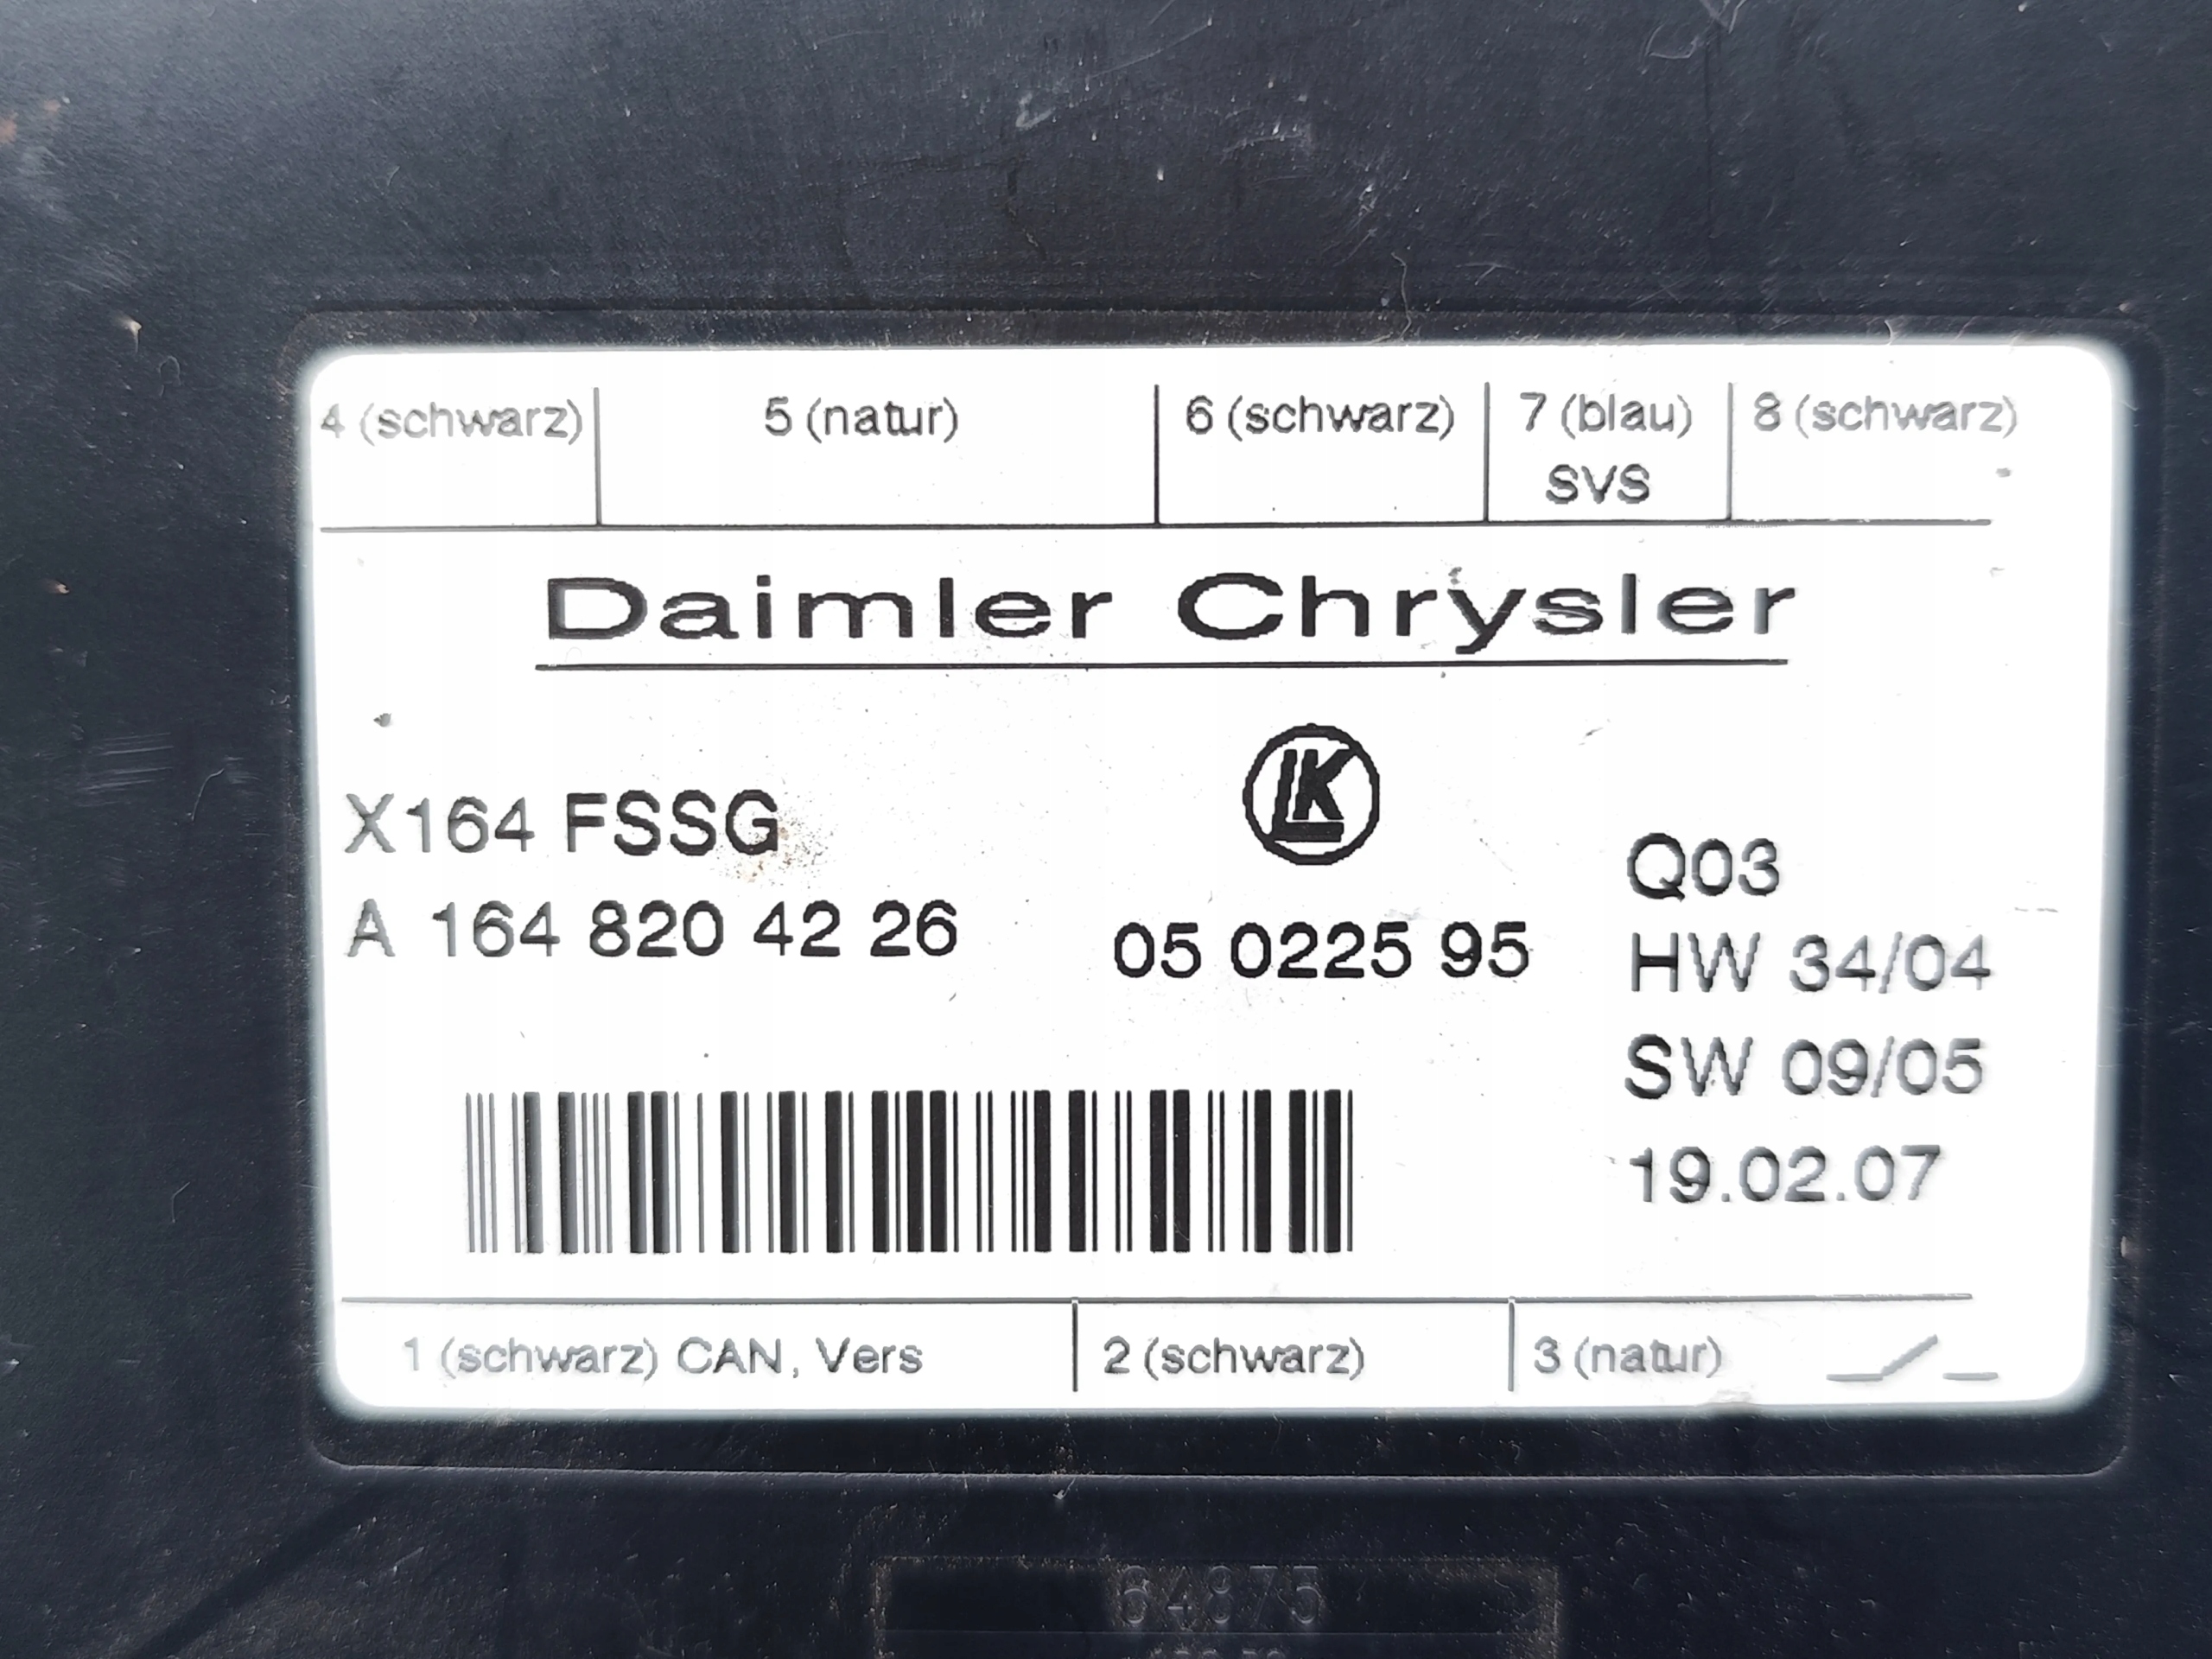 4 (schwarz) 5 (natur) 6 (schwarz) 7 (blau) 8 (schwarz)
SVS
Daimler Chrysler
LK
X164 FSSG
Q03
A 164 820 42 26
05 0225 95
HW 34/04
SW 09/05
19.02.07
1 (schwarz) CAN, Vers 2 (schwarz) 3 (natur)
64875